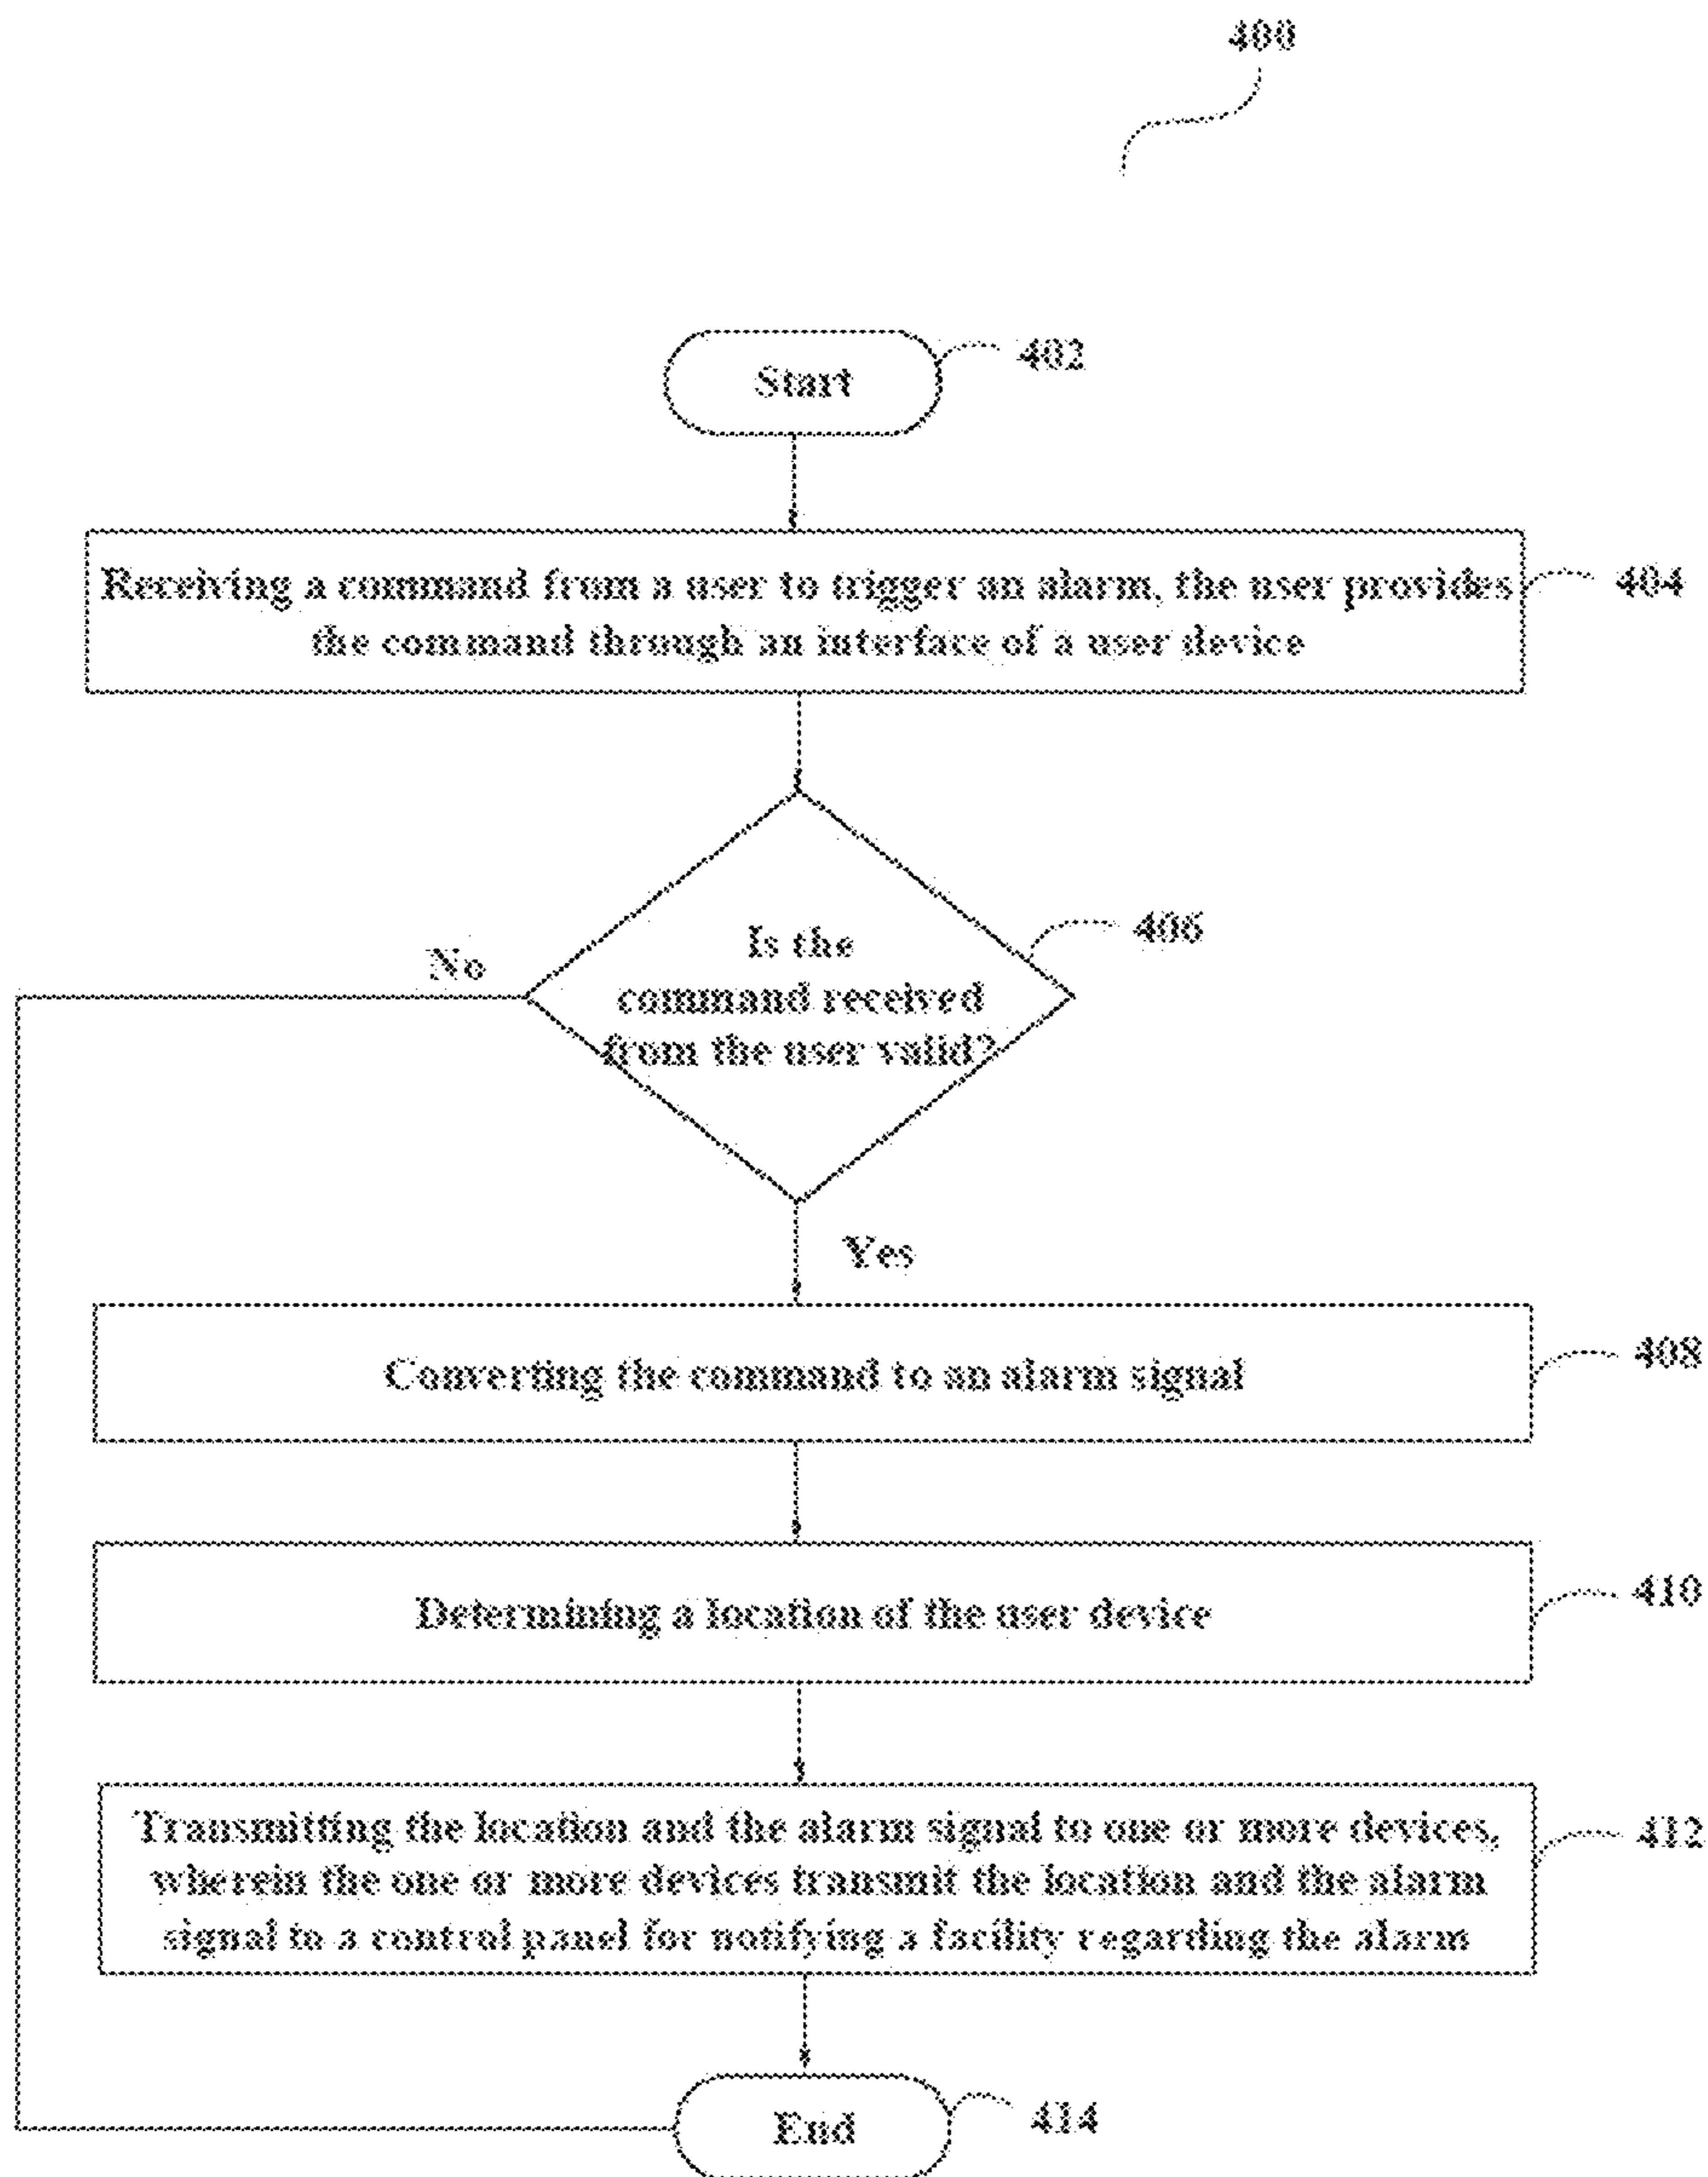 400
Start
402
Receiving a command from a user to trigger an alarm, the user provides
the command through an interface of a user device
404
Is the
command received
from the user valid?
406
No
Yes
Converting the command to an alarm signal
408
Determining a location of the user device
410
Transmitting the location and the alarm signal to one or more devices,
wherein the one or more devices transmit the location and the alarm
signal to a control panel for notifying a facility regarding the alarm
412
End
414